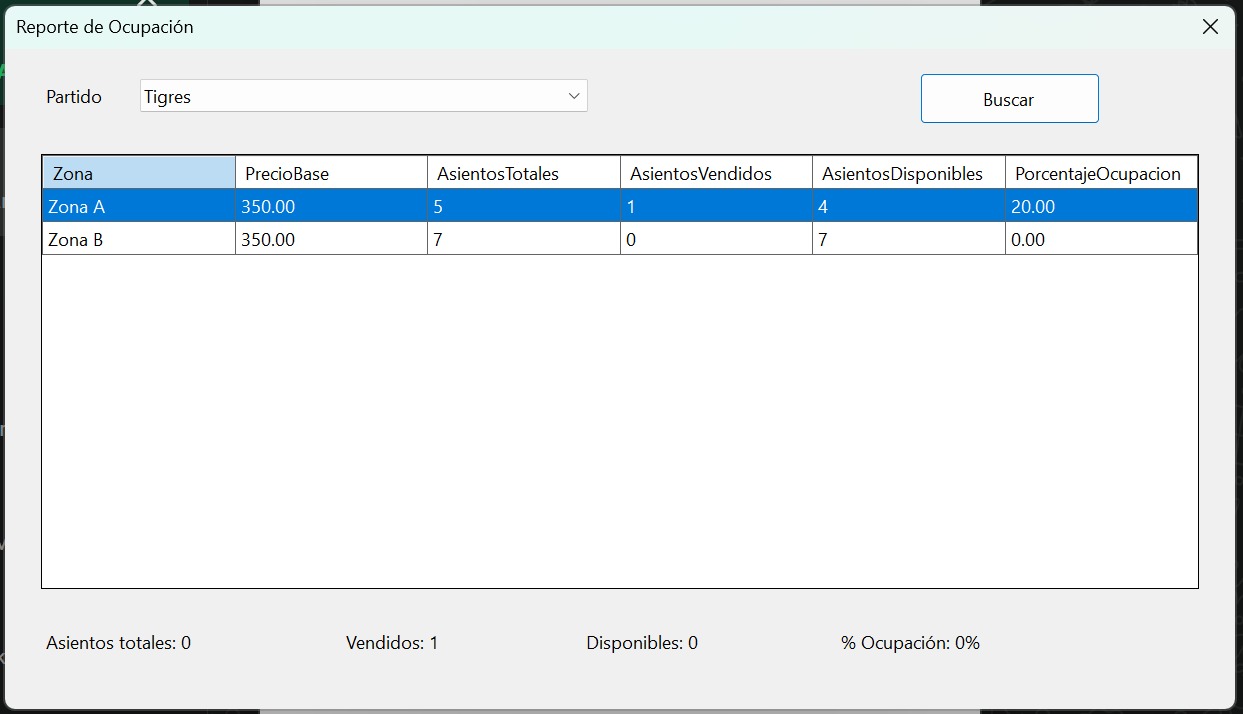 Reporte de Ocupación
Partido Tigres Buscar
Zona PrecioBase AsientosTotales AsientosVendidos AsientosDisponibles PorcentajeOcupacion
Zona A 350.00 5 1 4 20.00
Zona B 350.00 7 0 7 0.00
Asientos totales: 0 Vendidos: 1 Disponibles: 0 % Ocupación: 0%